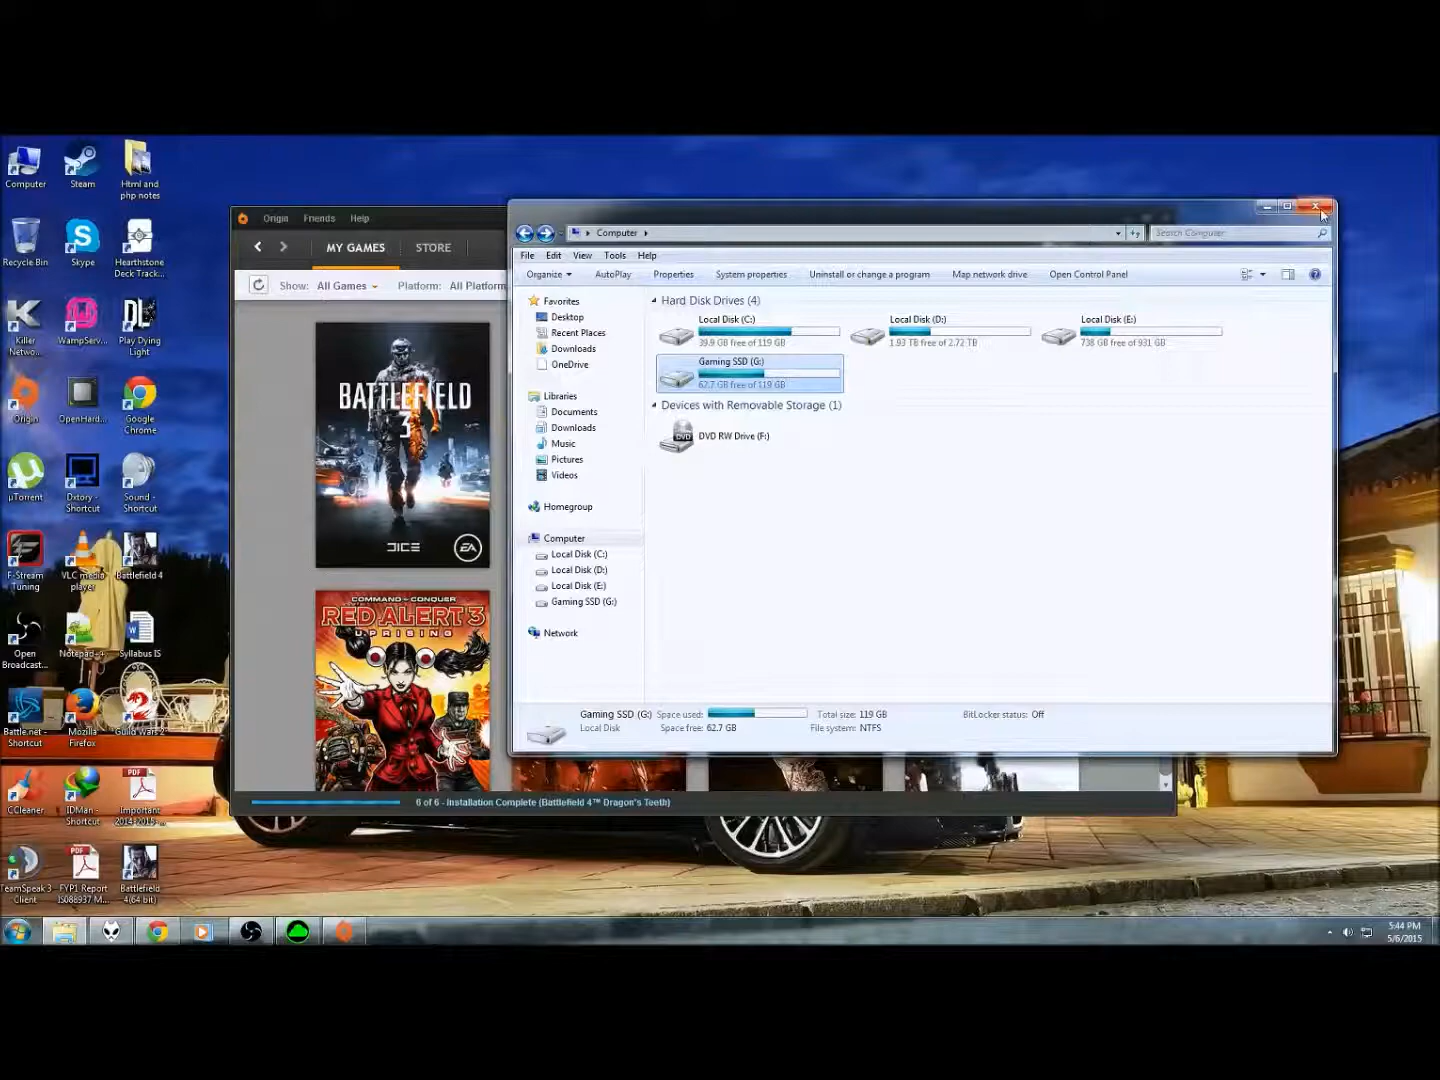 Computer
Steam
Html and
php notes
Recycle Bin
Skype
Hearthstone
Deck Track...
Killer
Netwo...
WampServ...
Play Dying
Light
Origin
OpenHard...
Google
Chrome
µTorrent
Dxtory -
Shortcut
Sound -
Shortcut
F-Stream
Tuning
VLC media
player
Battlefield 4
Open
Broadcast...
Notepad++
Syllabus IS
Battle.net -
Shortcut
Mozilla
Firefox
Guild Wars 2
CCleaner
IDMan -
Shortcut
Important
2014-2015-...
TeamSpeak 3
Client
FYP1 Report
IS088937 M...
Battlefield
4(64 bit)
Origin Friends Help
MY GAMES STORE
Show: All Games Platform: All Platform
BATTLEFIELD
3
DICE EA
COMMAND & CONQUER
RED ALERT 3
UPRISING
6 of 6 - Installation Complete (Battlefield 4™ Dragon's Teeth)
Computer
Search Computer
File Edit View Tools Help
Organize AutoPlay Properties System properties Uninstall or change a program Map network drive Open Control Panel
Favorites
Desktop
Recent Places
Downloads
OneDrive
Libraries
Documents
Downloads
Music
Pictures
Videos
Homegroup
Computer
Local Disk (C:)
Local Disk (D:)
Local Disk (E:)
Gaming SSD (G:)
Network
Hard Disk Drives (4)
Local Disk (C:)
39.9 GB free of 119 GB
Local Disk (D:)
1.93 TB free of 2.72 TB
Local Disk (E:)
738 GB free of 931 GB
Gaming SSD (G:)
62.7 GB free of 119 GB
Devices with Removable Storage (1)
DVD
DVD RW Drive (F:)
Gaming SSD (G:) Space used: Total size: 119 GB BitLocker status: Off
Local Disk Space free: 62.7 GB File system: NTFS
5:44 PM
5/6/2015